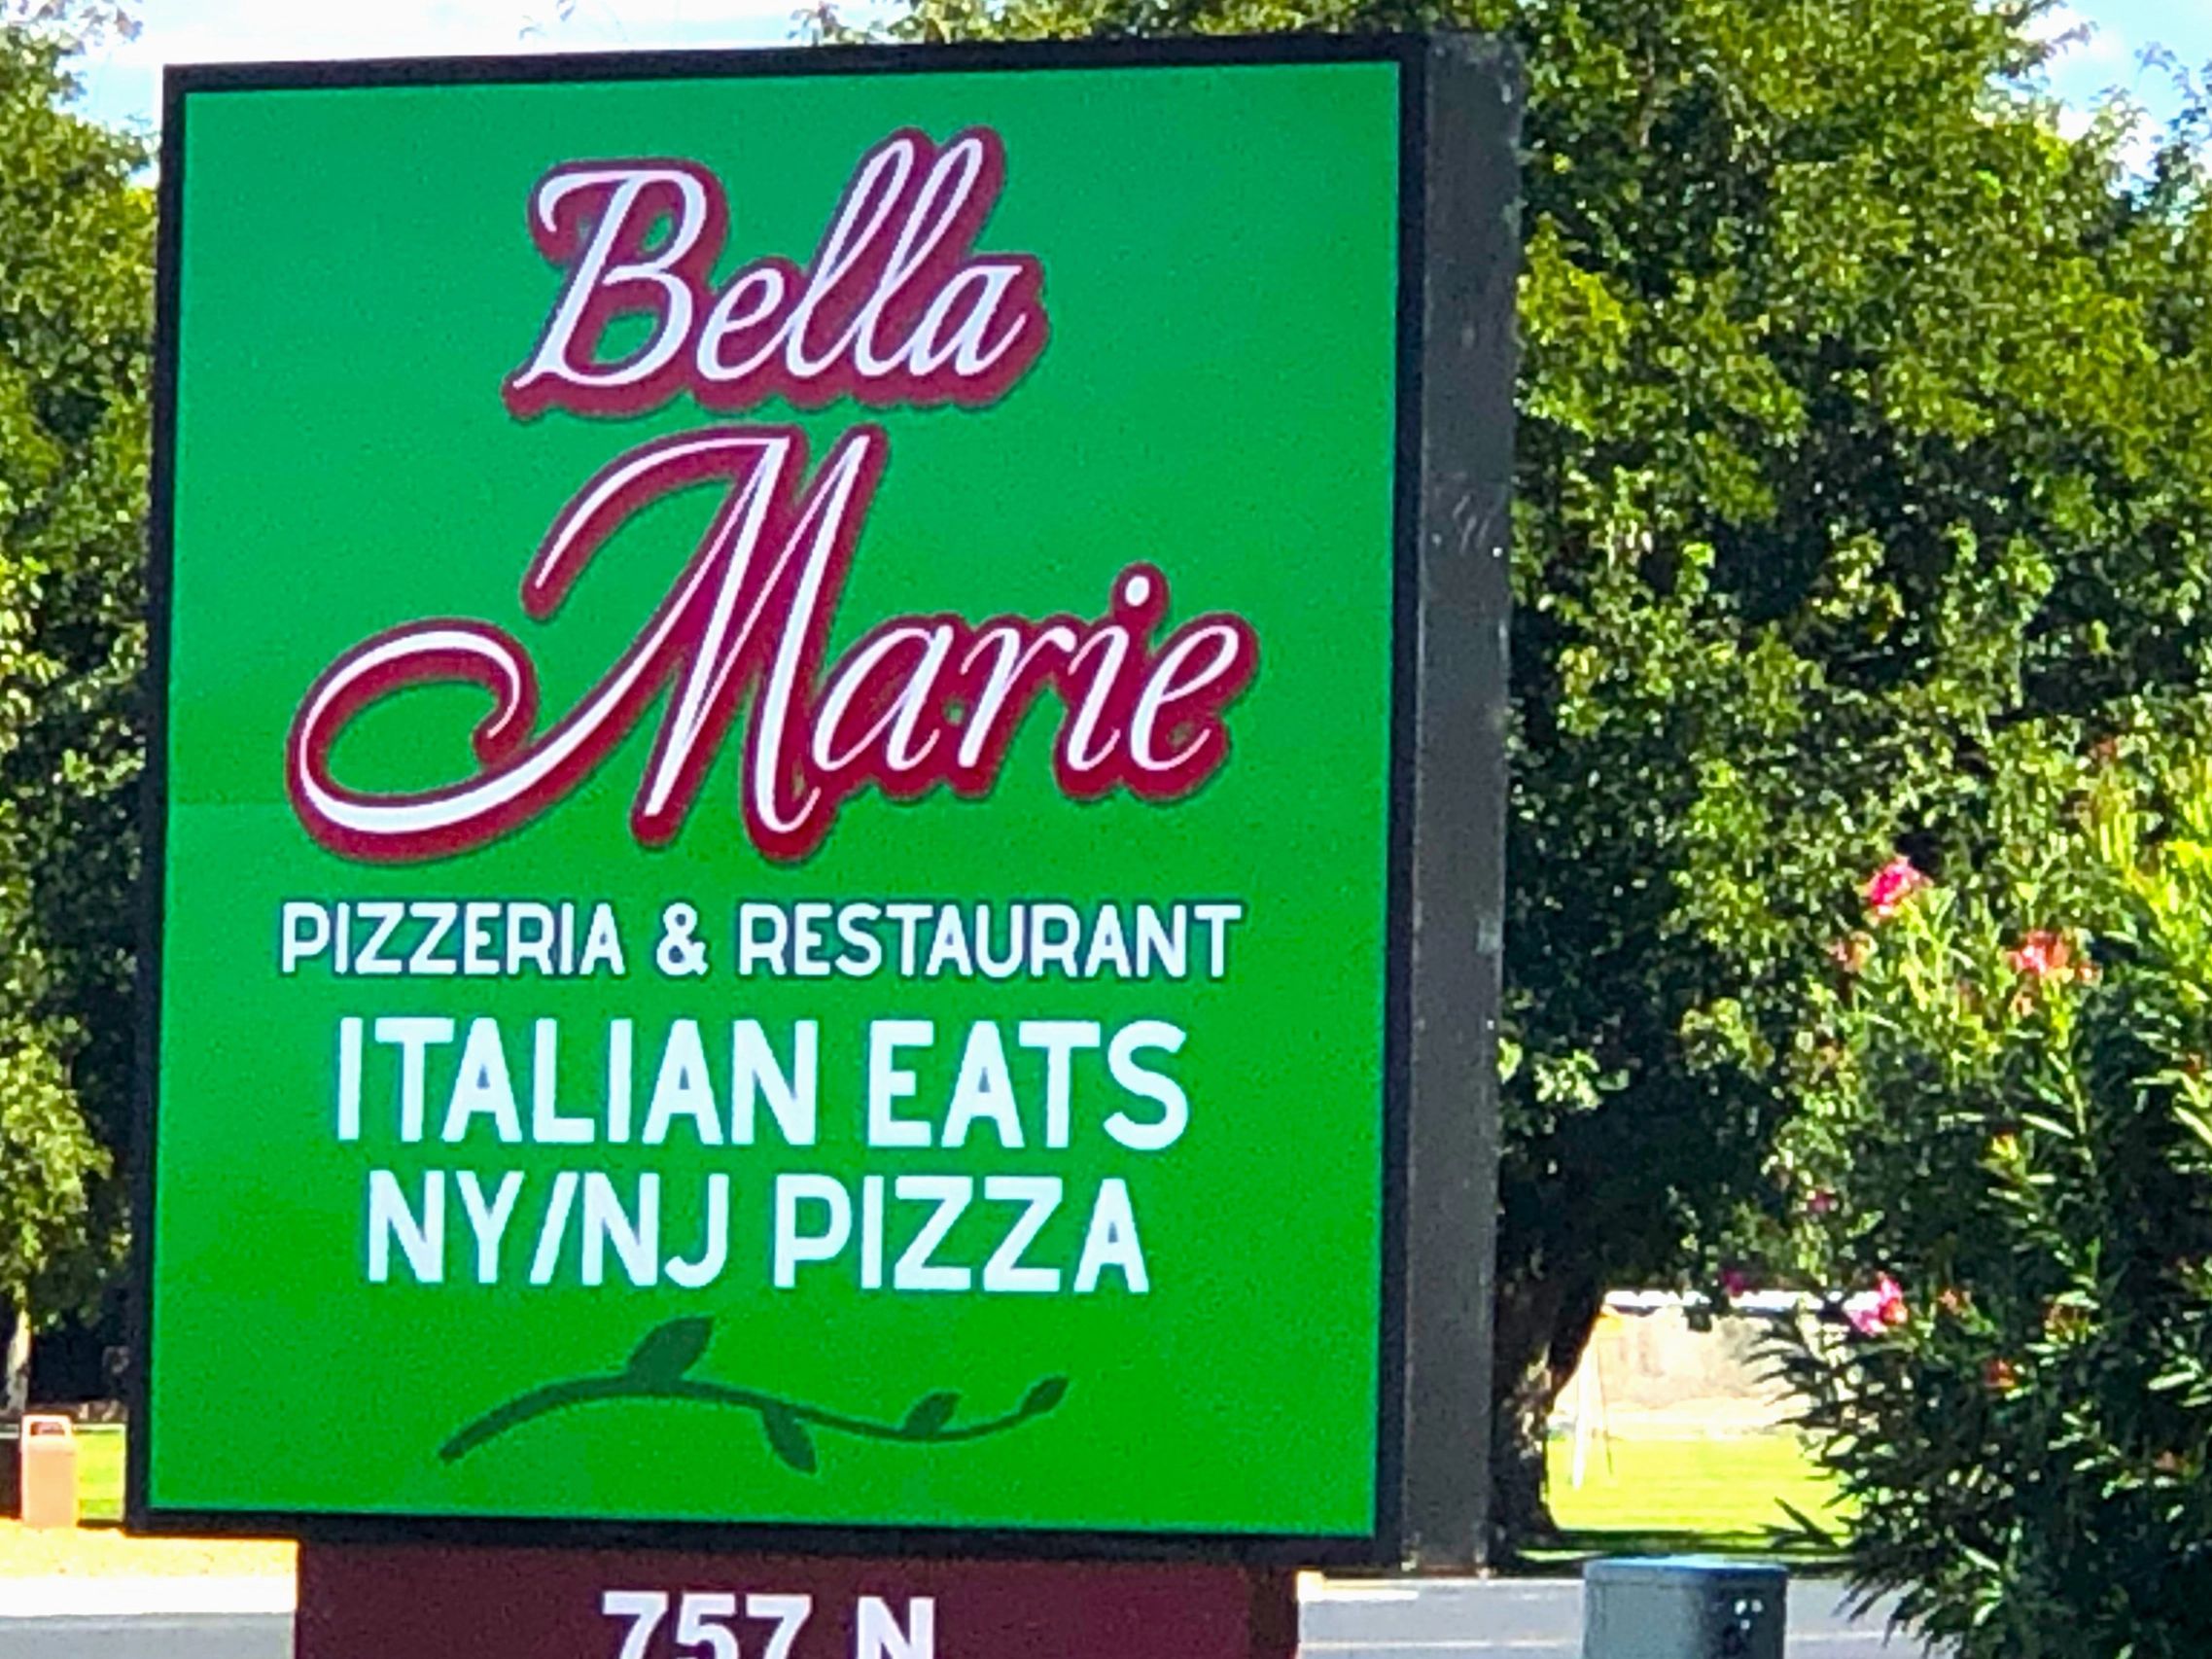 Bella
Marie
PIZZERIA & RESTAURANT
ITALIAN EATS
NY/NJ PIZZA
757 N